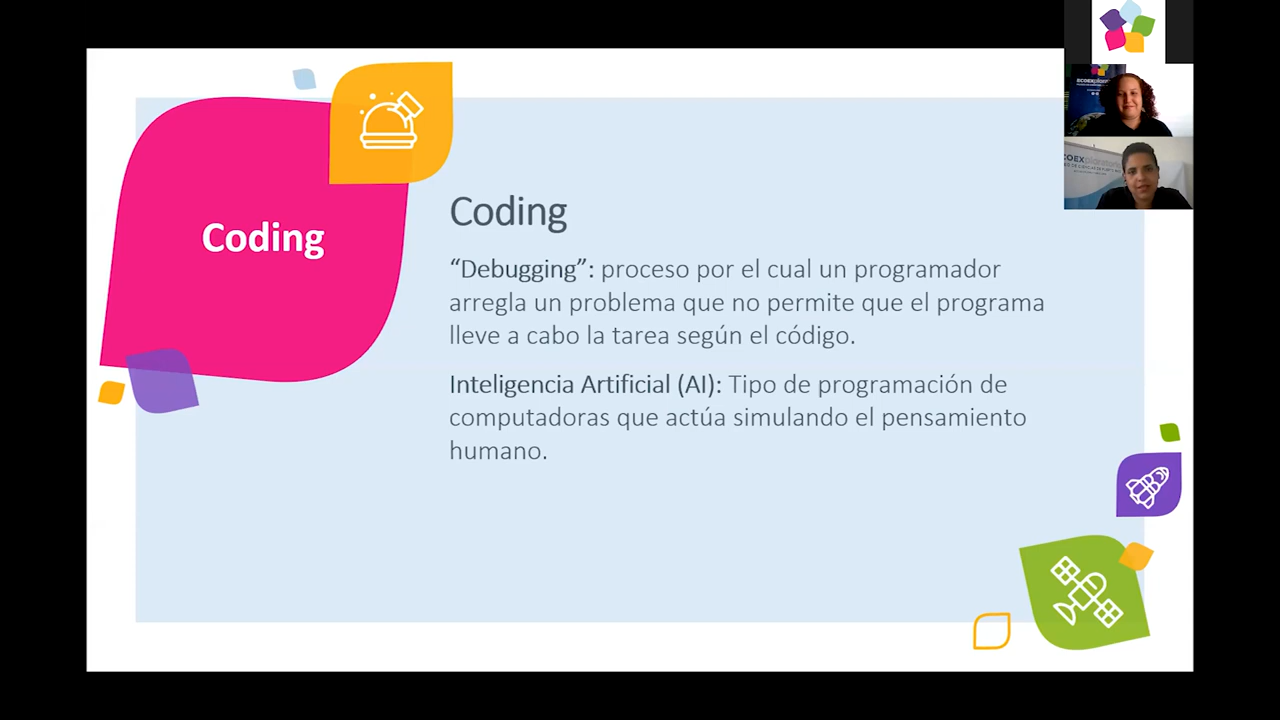 Coding
Coding
“Debugging”: proceso por el cual un programador
arregla un problema que no permite que el programa
lleve a cabo la tarea según el código.
Inteligencia Artificial (AI): Tipo de programación de
computadoras que actúa simulando el pensamiento
humano.